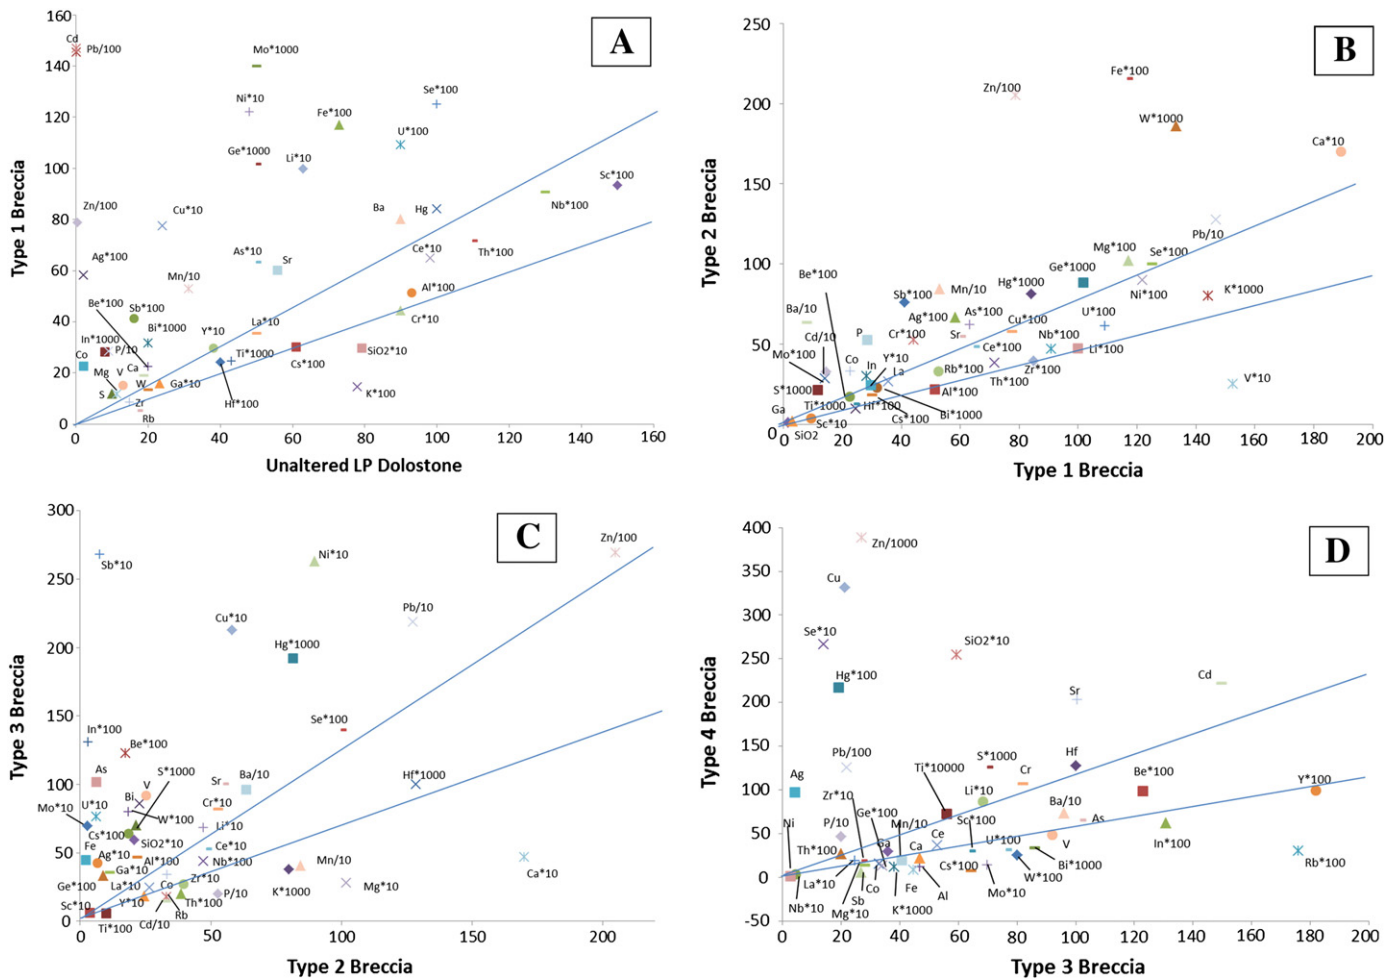 A
Type 1 Breccia
160
140
120
100
80
60
40
20
0
Cd
Pb/100
Mo*1000
Ni*10
Se*100
Fe*100
U*100
Ge*1000
Li*10
Sc*100
Zn/100
Cu*10
Ba
Hg
Nb*100
Ag*100
As*10
Sr
Ce*10
Th*100
Mn/10
Be*100
Sb*100
Al*100
Cr*10
Bi*1000
La*10
In*1000
P/10
Y*10
Ti*1000
SiO2*10
Co
Cs*100
Mg
V
Ca
W
Ga*10
K*100
S
Zr
Hf*100
Rb
0 20 40 60 80 100 120 140 160
Unaltered LP Dolostone
B
Type 2 Breccia
250
200
150
100
50
0
Fe*100
Zn/100
W*1000
Ca*10
Pb/10
Mg*100
Se*100
Be*100
Ge*1000
Ni*100
Hg*1000
K*1000
Sb*100
Mn/10
Ba/10
Ag*100
As*100
U*100
Cu*100
Cd/10
P
Cr*100
Sr
Nb*100
Ce*100
Li*100
Mo*100
Co
In
Y*10
La
Rb*100
Th*100
Zr*100
V*10
S*1000
Al*100
Ga
Ti*1000
Hf*100
Bi*1000
Sc*10
Cs*100
SiO2
0 20 40 60 80 100 120 140 160 180 200
Type 1 Breccia
C
Type 3 Breccia
300
250
200
150
100
50
0
Sb*10
Ni*10
Zn/100
Pb/10
Cu*10
Hg*1000
Se*100
In*100
Be*100
As
V
S*1000
Sr
Ba/10
Hf*1000
Mo*10
U*10
Bi
W*100
Cr*10
Li*10
Cs*100
SiO2*10
Ce*10
Fe
Ag*10
Al*100
Nb*100
Mn/10
Ca*10
Ga*10
Co
Zr*10
K*1000
Mg*10
Ge*100
La*10
Th*100
P/10
Sc*10
Y*10
Rb
Ti*100
Cd/10
0 50 100 150 200
Type 2 Breccia
D
Type 4 Breccia
400
350
300
250
200
150
100
50
0
-50
Zn/1000
Cu
Se*10
SiO2*10
Hg*100
Cd
Sr
Pb/100
Hf
Ag
Ti*10000
S*1000
Cr
Be*100
Y*100
Li*10
Zr*10
Ge*100
Ba/10
P/10
Mn/10
As
Ni
Ga
Ce
Sc*100
U*100
V
In*100
Th*100
Ca
Cs*100
Bi*1000
Rb*100
La*10
Co
Al
W*100
Sb
Fe
Mo*10
Nb*10
Mg*10
K*1000
0 20 40 60 80 100 120 140 160 180 200
Type 3 Breccia